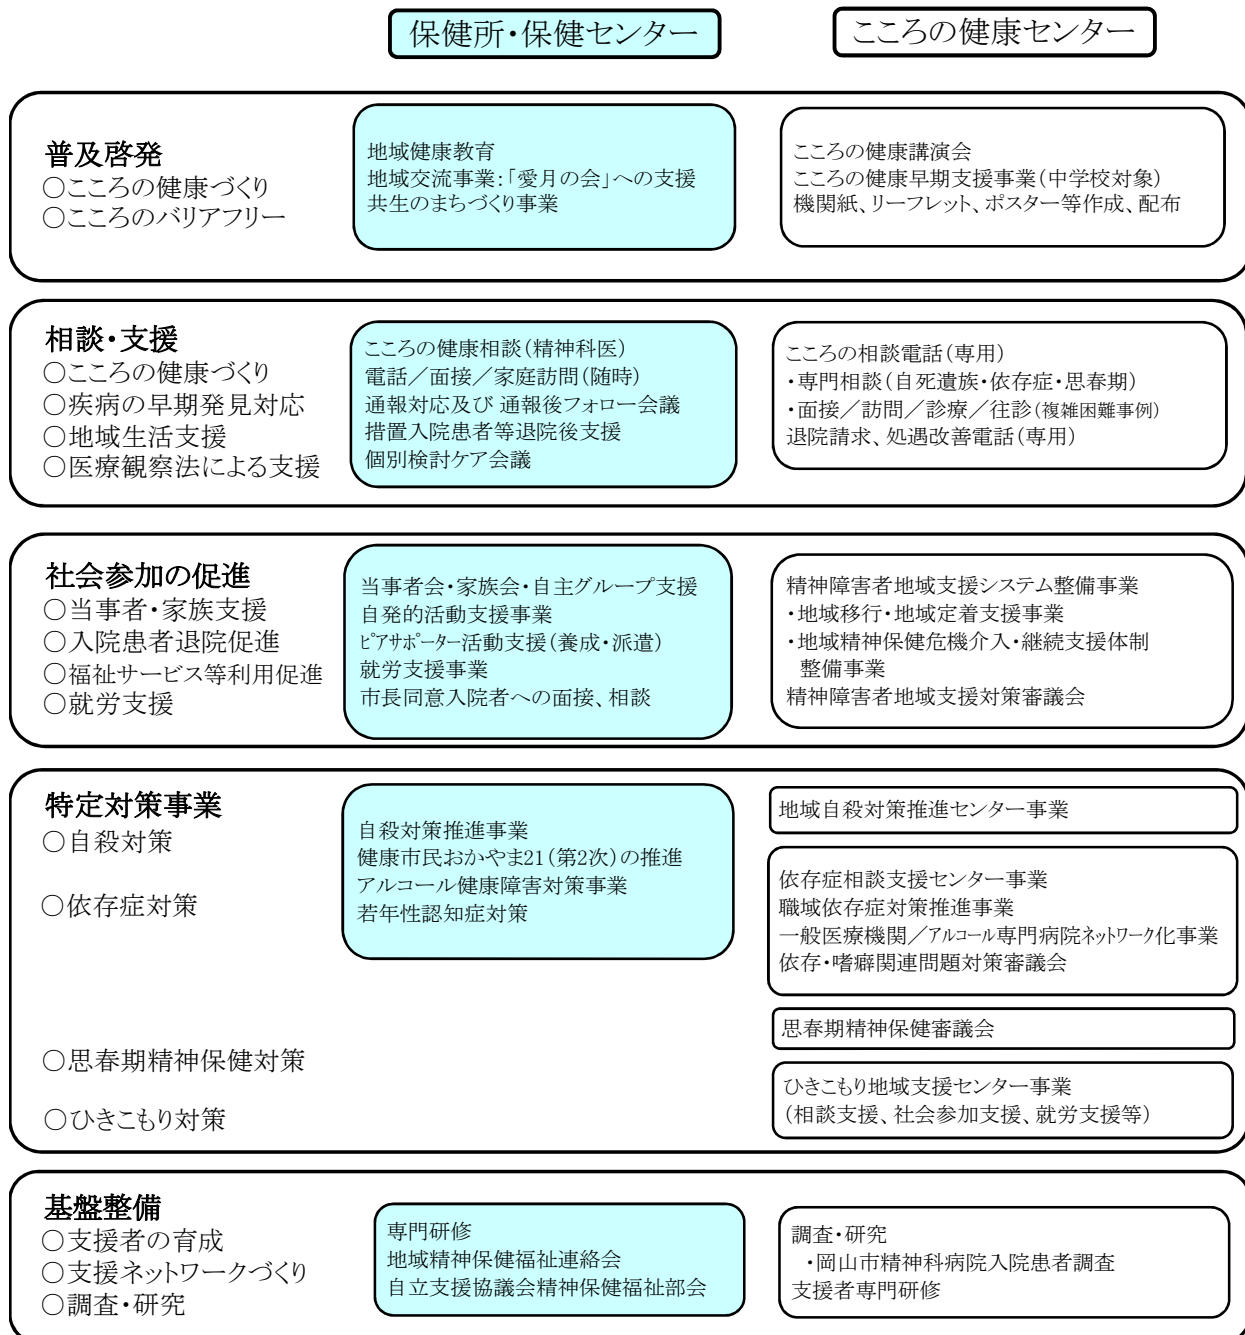 保健所・保健センター
こころの健康センター
普及啓発
○こころの健康づくり
○こころのバリアフリー
地域健康教育
地域交流事業:「愛月の会」への支援
共生のまちづくり事業
こころの健康講演会
こころの健康早期支援事業(中学校対象)
機関紙、リーフレット、ポスター等作成、配布
相談・支援
○こころの健康づくり
○疾病の早期発見対応
○地域生活支援
○医療観察法による支援
こころの健康相談(精神科医)
電話/面接/家庭訪問(随時)
通報対応及び 通報後フォロー会議
措置入院患者等退院後支援
個別検討ケア会議
こころの相談電話(専用)
・専門相談(自死遺族・依存症・思春期)
・面接/訪問/診療/往診(複雑困難事例)
退院請求、処遇改善電話(専用)
社会参加の促進
○当事者・家族支援
○入院患者退院促進
○福祉サービス等利用促進
○就労支援
当事者会・家族会・自主グループ支援
自発的活動支援事業
ピアサポーター活動支援(養成・派遣)
就労支援事業
市長同意入院者への面接、相談
精神障害者地域支援システム整備事業
・地域移行・地域定着支援事業
・地域精神保健危機介入・継続支援体制
整備事業
精神障害者地域支援対策審議会
特定対策事業
○自殺対策
○依存症対策
○思春期精神保健対策
○ひきこもり対策
自殺対策推進事業
健康市民おかやま21(第2次)の推進
アルコール健康障害対策事業
若年性認知症対策
地域自殺対策推進センター事業
依存症相談支援センター事業
職域依存症対策推進事業
一般医療機関/アルコール専門病院ネットワーク化事業
依存・嗜癖関連問題対策審議会
思春期精神保健審議会
ひきこもり地域支援センター事業
(相談支援、社会参加支援、就労支援等)
基盤整備
○支援者の育成
○支援ネットワークづくり
○調査・研究
専門研修
地域精神保健福祉連絡会
自立支援協議会精神保健福祉部会
調査・研究
・岡山市精神科病院入院患者調査
支援者専門研修